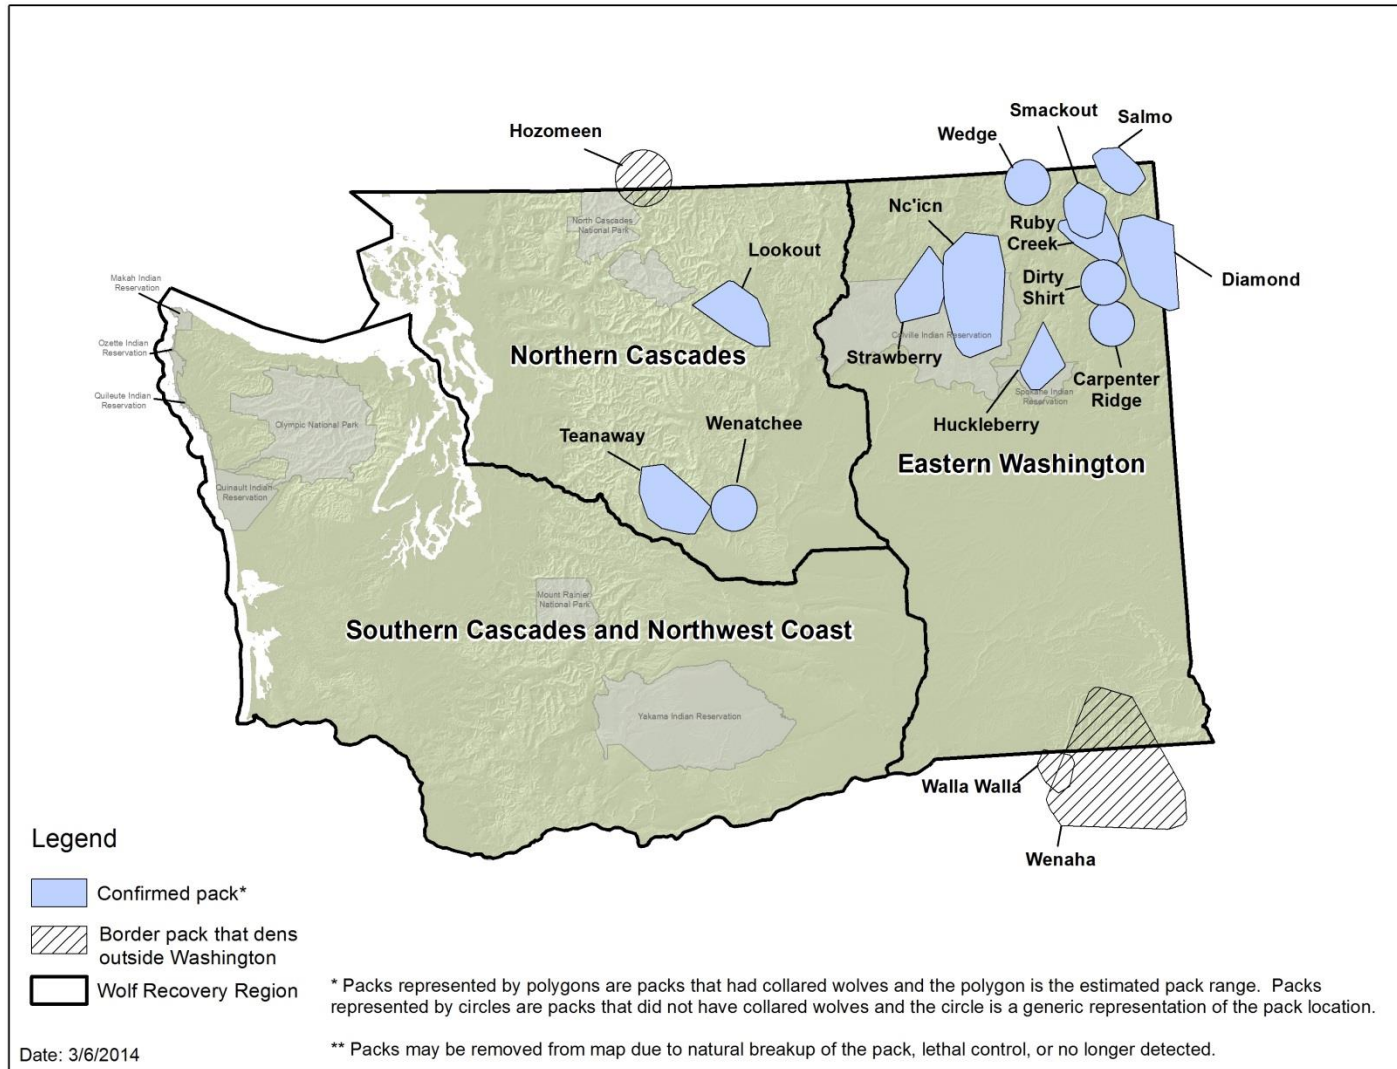 Smackout
Salmo
Hozomeen
Wedge
Nc'icn
Ruby
Creek
North Cascades
National Park
Lookout
Makah Indian
Reservation
Dirty
Shirt
Diamond
Ozette Indian
Reservation
Colville Indian Reservation
Northern Cascades
Strawberry
Carpenter
Ridge
Quileute Indian
Reservation
Spokane Indian
Reservation
Olympic National Park
Huckleberry
Teanaway
Wenatchee
Eastern Washington
Quinault Indian
Reservation
Mount Rainier
National Park
Southern Cascades and Northwest Coast
Yakama Indian Reservation
Walla Walla
Wenaha
Legend
Confirmed pack*
Border pack that dens
outside Washington
Wolf Recovery Region
* Packs represented by polygons are packs that had collared wolves and the polygon is the estimated pack range.  Packs
represented by circles are packs that did not have collared wolves and the circle is a generic representation of the pack location.
** Packs may be removed from map due to natural breakup of the pack, lethal control, or no longer detected.
Date: 3/6/2014